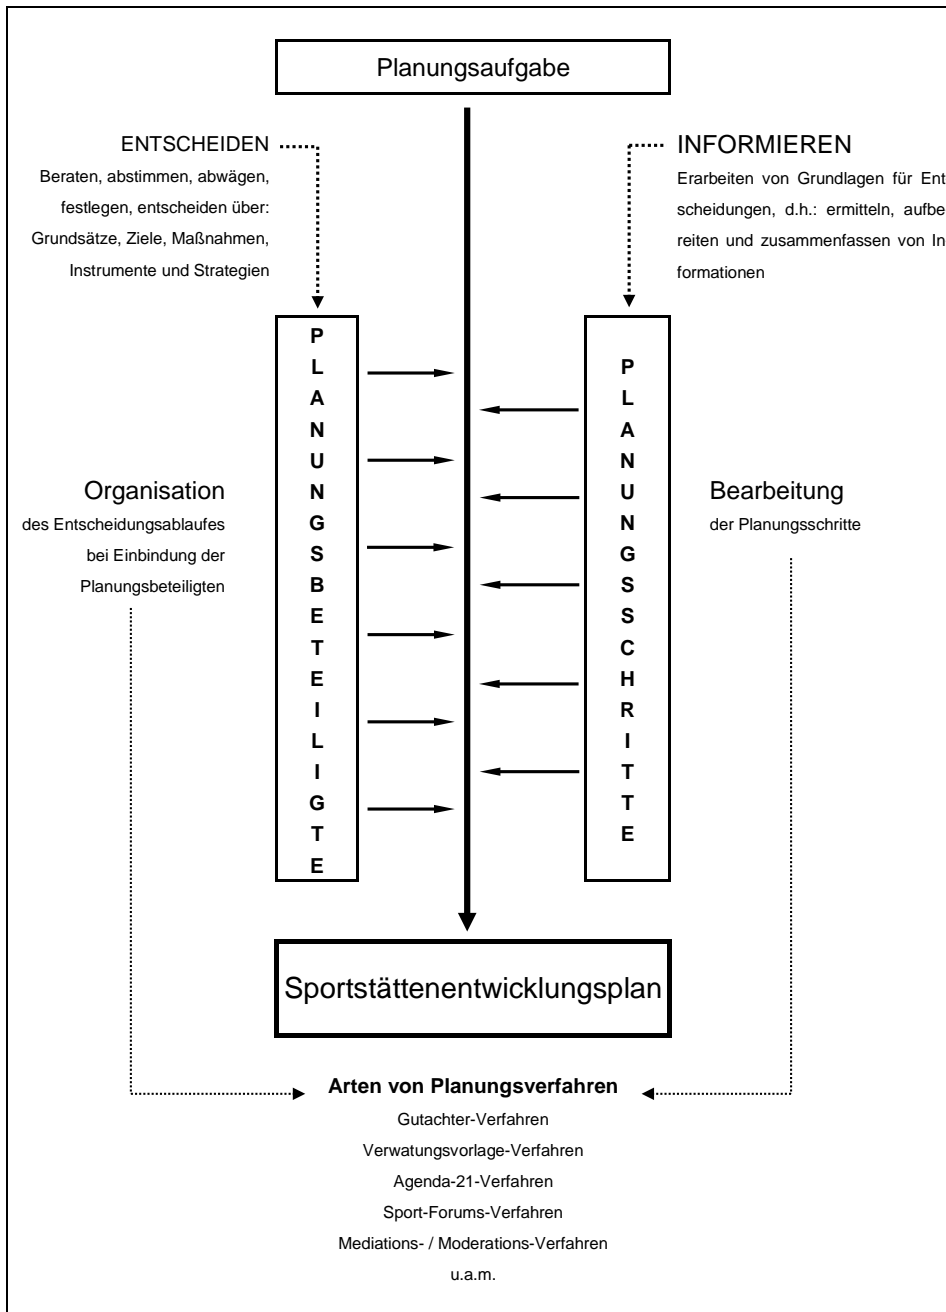 Planungsaufgabe
ENTSCHEIDEN
Beraten, abstimmen, abwägen,
festlegen, entscheiden über:
Grundsätze, Ziele, Maßnahmen,
Instrumente und Strategien
INFORMIEREN
Erarbeiten von Grundlagen für Ent
scheidungen, d.h.: ermitteln, aufbe
reiten und zusammenfassen von In
formationen
PLANUNGSBETEILIGTE
PLANUNGSSCHRITTE
Organisation
des Entscheidungsablaufes
bei Einbindung der
Planungsbeteiligten
Bearbeitung
der Planungsschritte
Sportstättenentwicklungsplan
Arten von Planungsverfahren
Gutachter-Verfahren
Verwatungsvorlage-Verfahren
Agenda-21-Verfahren
Sport-Forums-Verfahren
Mediations- / Moderations-Verfahren
u.a.m.